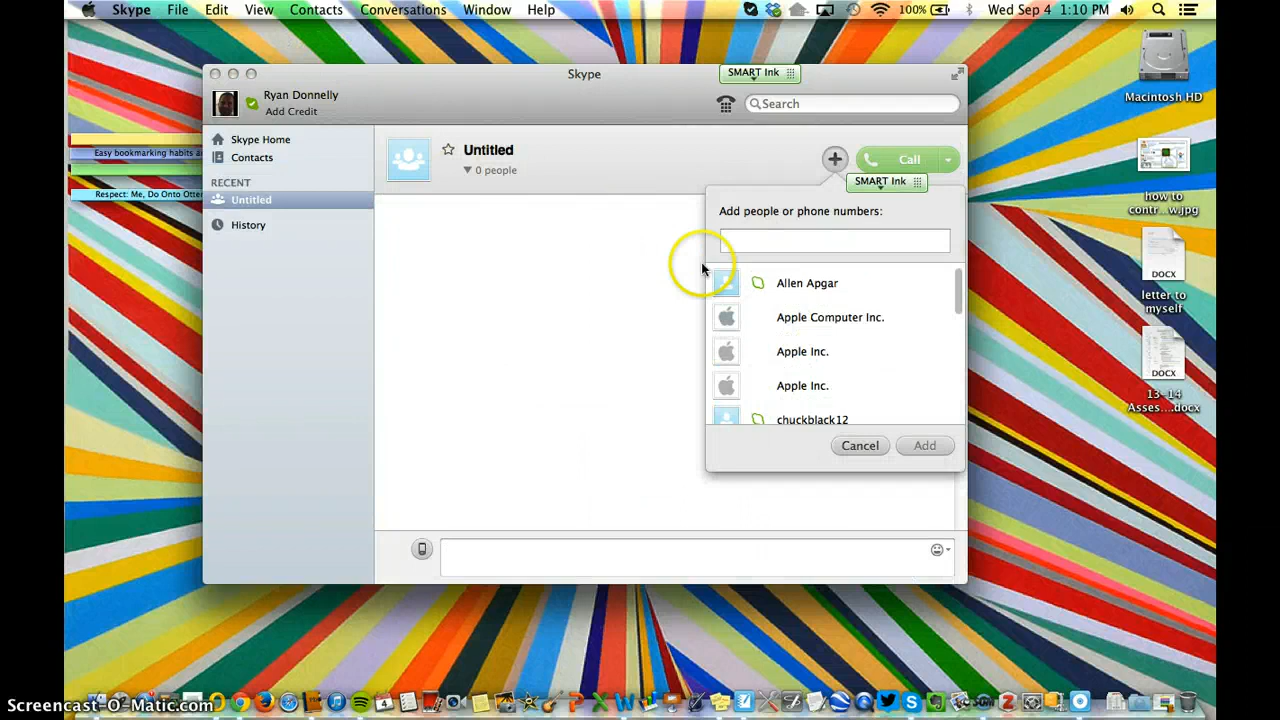 Skype File Edit View Contacts Conversations Window Help 100% Wed Sep 4 1:10 PM
Skype
SMART Ink
Ryan Donnelly
Add Credit
Search
Macintosh HD
Skype Home
Contacts
RECENT
Untitled
History
Easy bookmarking habits
Respect: Me, Do Onto Otter
Untitled
0 people
Call
SMART Ink
Add people or phone numbers:
Allen Apgar
Apple Computer Inc.
Apple Inc.
Apple Inc.
chuckblack12
Cancel Add
how to
contr...w.jpg
DOCX
letter to
myself
DOCX
13-14
Asses....docx
Screencast-O-Matic.com